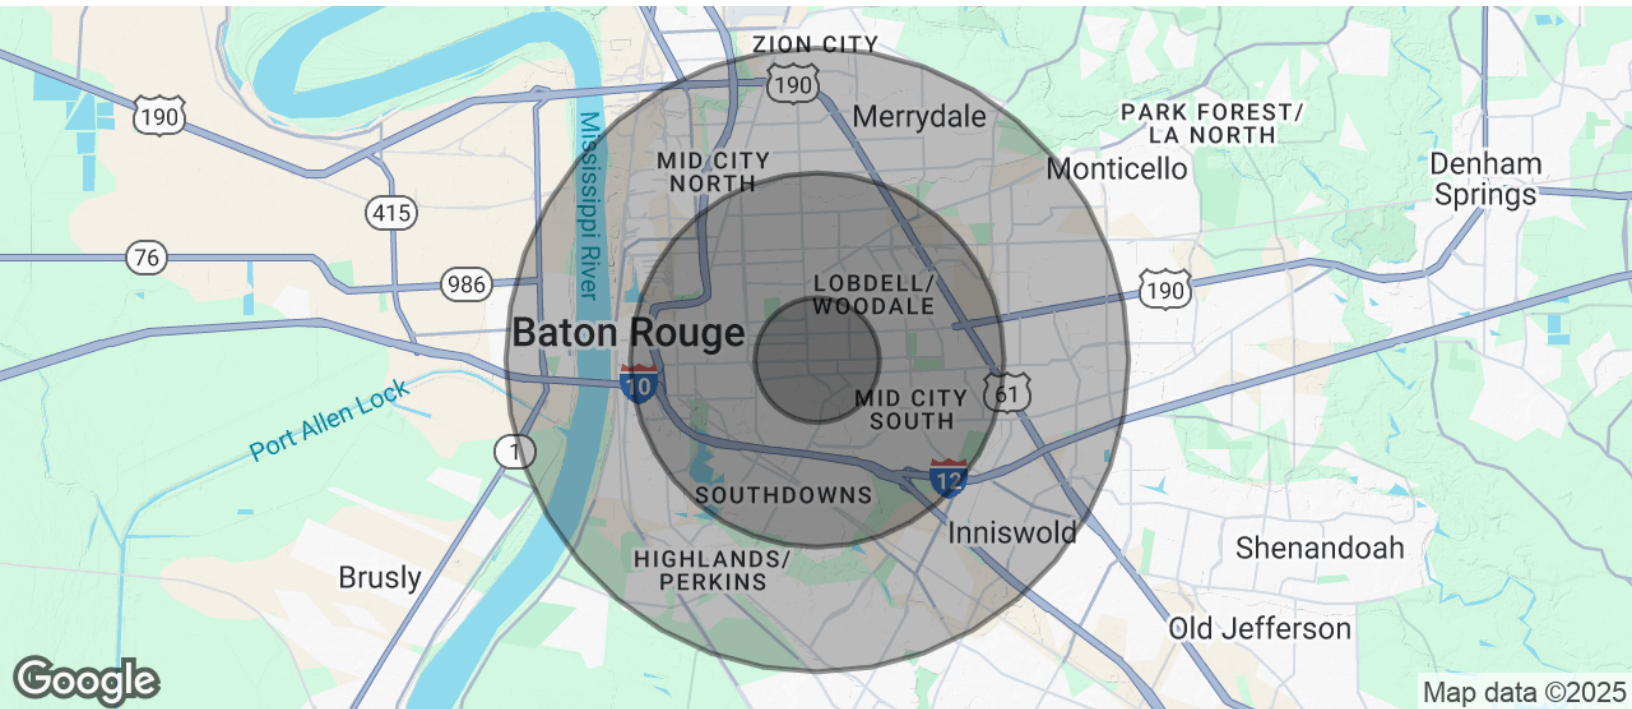 ZION CITY
190
190
Merrydale
PARK FOREST/
LA NORTH
Monticello
Denham
Springs
MID CITY
NORTH
Mississippi River
415
76
986
190
LOBDELL/
WOODALE
Baton Rouge
10
61
MID CITY
SOUTH
Port Allen Lock
1
12
SOUTHDOWNS
Inniswold
HIGHLANDS/
PERKINS
Shenandoah
Brusly
Old Jefferson
Google
Map data ©2025